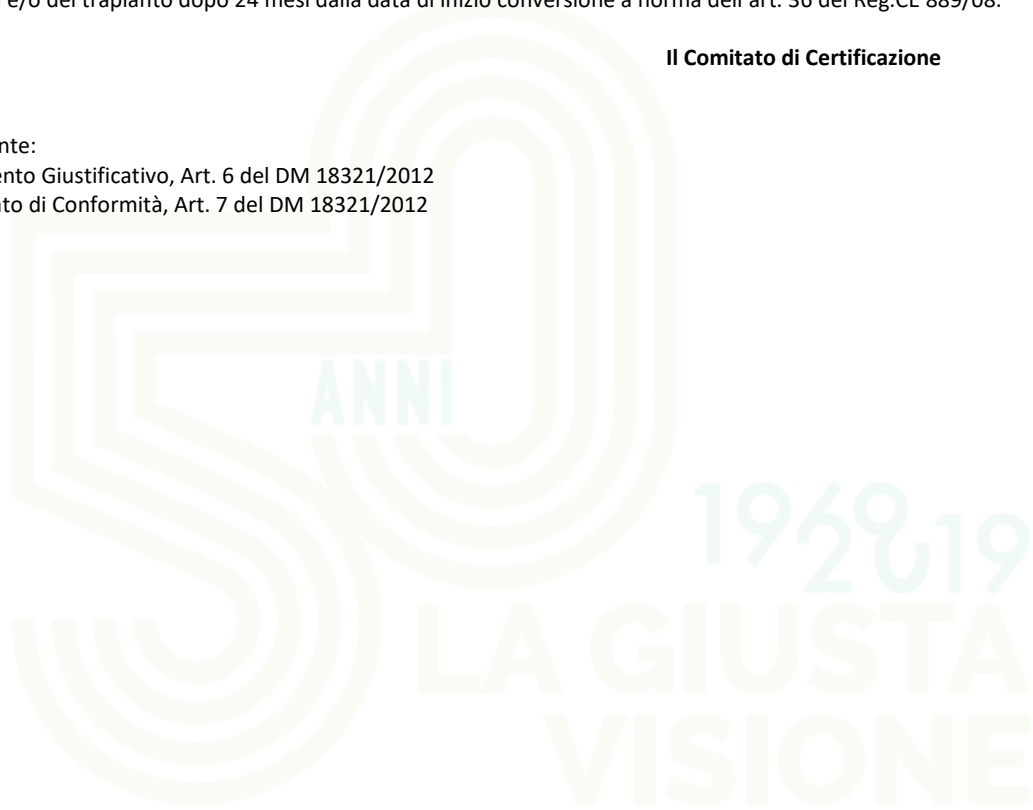 e/o del trapianto dopo 24 mesi dalla data di inizio conversione a norma dell'art. 36 del Reg.CE 889/08.
Il Comitato di Certificazione
nte:
ento Giustificativo, Art. 6 del DM 18321/2012
to di Conformità, Art. 7 del DM 18321/2012
50
ANNI
1969
2019
LA GIUSTA
VISIONE